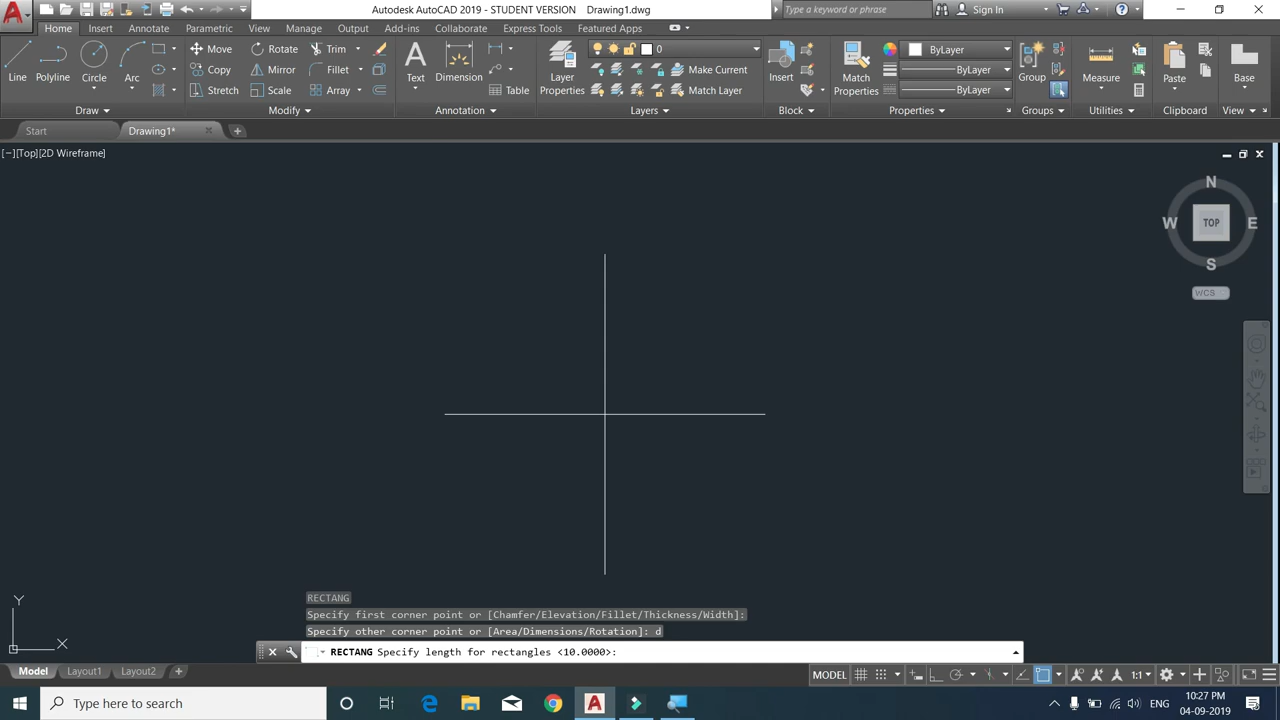 Autodesk AutoCAD 2019 - STUDENT VERSION Drawing1.dwg
Type a keyword or phrase
Sign In
Home Insert Annotate Parametric View Manage Output Add-ins Collaborate Express Tools Featured Apps
Line
Polyline
Circle
Arc
Move
Rotate
Trim
Copy
Mirror
Fillet
Stretch
Scale
Array
Text
Dimension
Table
Layer
Properties
0
Make Current
Match Layer
Insert
Match
Properties
ByLayer
ByLayer
ByLayer
Group
Measure
Paste
Base
Draw
Modify
Annotation
Layers
Block
Properties
Groups
Utilities
Clipboard
View
Start
Drawing1*
[−][Top][2D Wireframe]
N
W
TOP
E
S
WCS
RECTANG
Specify first corner point or [Chamfer/Elevation/Fillet/Thickness/Width]:
Specify other corner point or [Area/Dimensions/Rotation]: d
RECTANG Specify length for rectangles <10.0000>:
Y
X
Model
Layout1
Layout2
MODEL
1:1
Type here to search
ENG
10:27 PM
04-09-2019